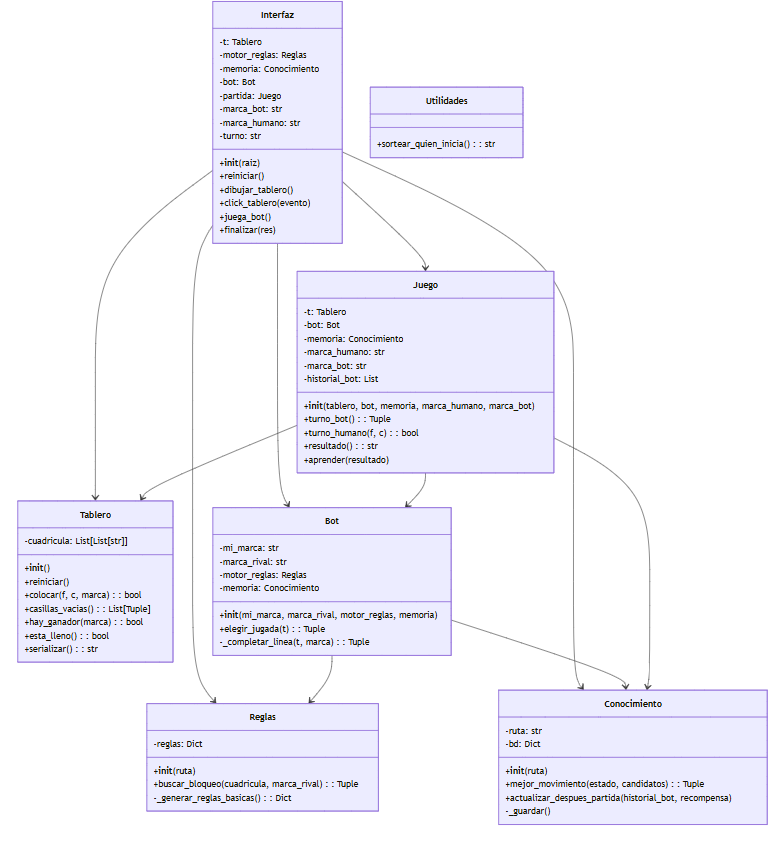 Interfaz
-t: Tablero
-motor_reglas: Reglas
-memoria: Conocimiento
-bot: Bot
-partida: Juego
-marca_bot: str
-marca_humano: str
-turno: str
+init(raiz)
+reiniciar()
+dibujar_tablero()
+click_tablero(evento)
+juega_bot()
+finalizar(res)
Utilidades
+sortear_quien_inicia() : : str
Juego
-t: Tablero
-bot: Bot
-memoria: Conocimiento
-marca_humano: str
-marca_bot: str
-historial_bot: List
+init(tablero, bot, memoria, marca_humano, marca_bot)
+turno_bot() : : Tuple
+turno_humano(f, c) : : bool
+resultado() : : str
+aprender(resultado)
Tablero
-cuadricula: List[List[str]]
+init()
+reiniciar()
+colocar(f, c, marca) : : bool
+casillas_vacias() : : List[Tuple]
+hay_ganador(marca) : : bool
+esta_lleno() : : bool
+serializar() : : str
Bot
-mi_marca: str
-marca_rival: str
-motor_reglas: Reglas
-memoria: Conocimiento
+init(mi_marca, marca_rival, motor_reglas, memoria)
+elegir_jugada(t) : : Tuple
-_completar_linea(t, marca) : : Tuple
Reglas
-reglas: Dict
+init(ruta)
+buscar_bloqueo(cuadricula, marca_rival) : : Tuple
-_generar_reglas_basicas() : : Dict
Conocimiento
-ruta: str
-bd: Dict
+init(ruta)
+mejor_movimiento(estado, candidatos) : : Tuple
+actualizar_despues_partida(historial_bot, recompensa)
-_guardar()